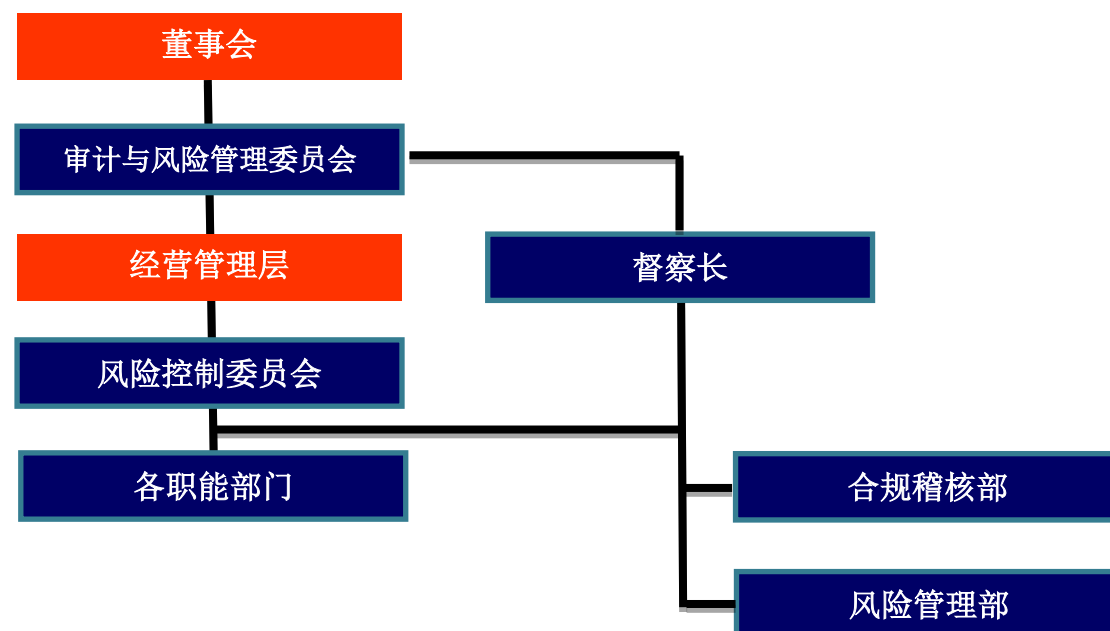 董事会
审计与风险管理委员会
经营管理层
督察长
风险控制委员会
各职能部门
合规稽核部
风险管理部